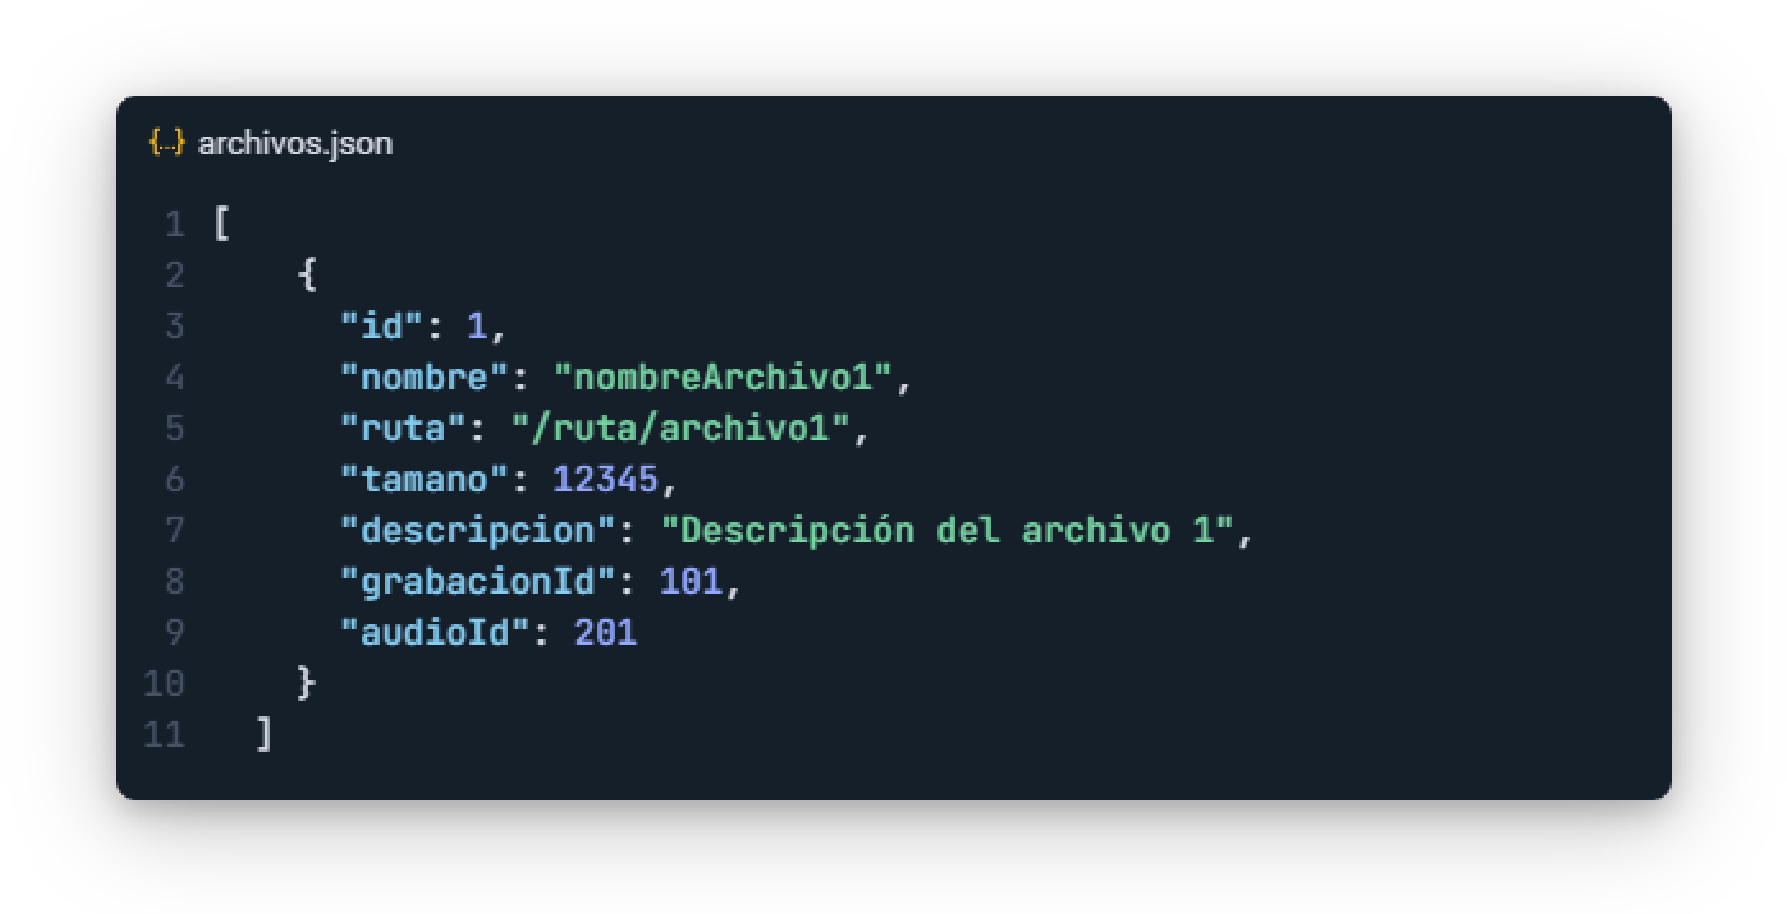 {...} archivos.json
1 [
2     {
3       "id": 1,
4       "nombre": "nombreArchivo1",
5       "ruta": "/ruta/archivo1",
6       "tamano": 12345,
7       "descripcion": "Descripción del archivo 1",
8       "grabacionId": 101,
9       "audioId": 201
10     }
11   ]